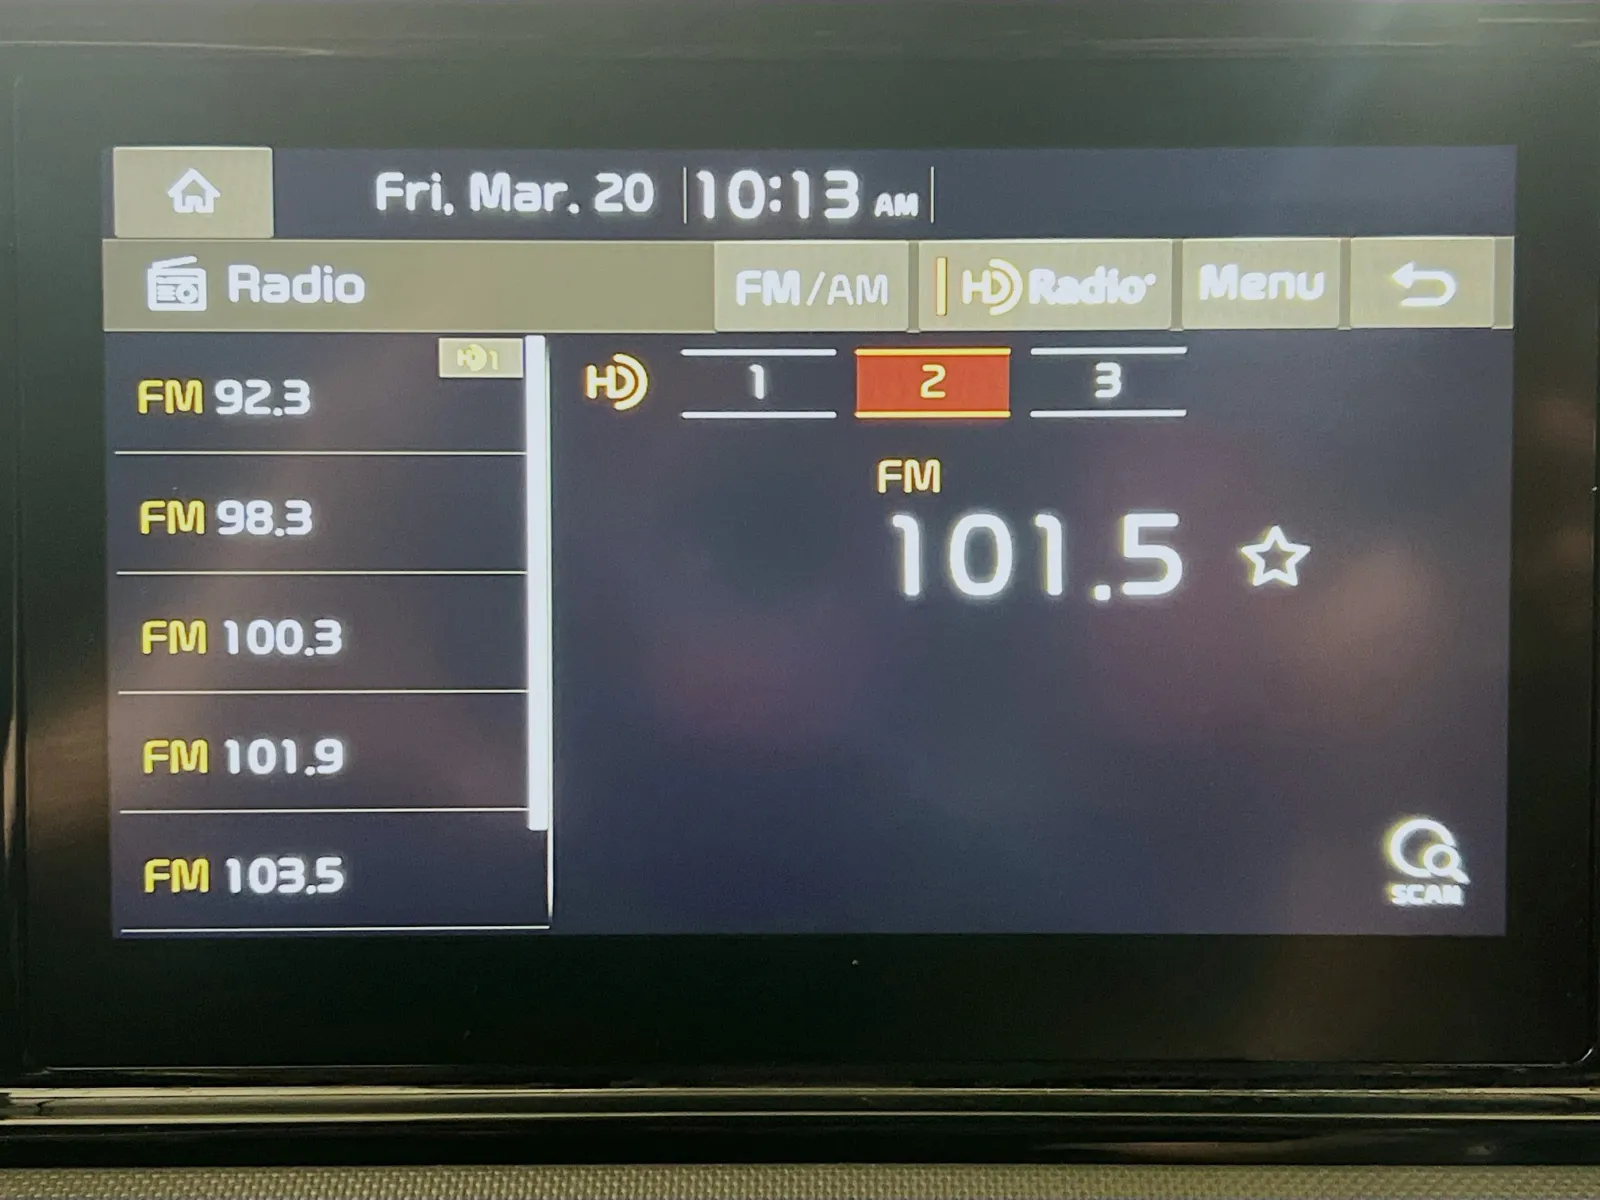 Fri, Mar. 20 10:13 AM
Radio FM/AM HD Radio Menu
HD1
FM 92.3
FM 98.3
FM 100.3
FM 101.9
FM 103.5
HD 1 2 3
FM
101.5
SCAN